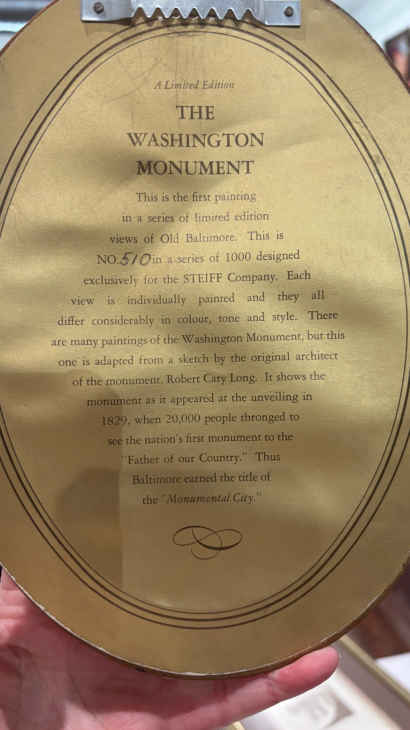 A Limited Edition
THE
WASHINGTON
MONUMENT
This is the first painting
in a series of limited edition
views of Old Baltimore. This is
NO. 510 in a series of 1000 designed
exclusively for the STEIFF Company. Each
view is individually painted and they all
differ considerably in colour, tone and style. There
are many paintings of the Washington Monument, but this
one is adapted from a sketch by the original architect
of the monument, Robert Cary Long. It shows the
monument as it appeared at the unveiling in
1829, when 20,000 people thronged to
see the nation's first monument to the
"Father of our Country." Thus
Baltimore earned the title of
the "Monumental City."